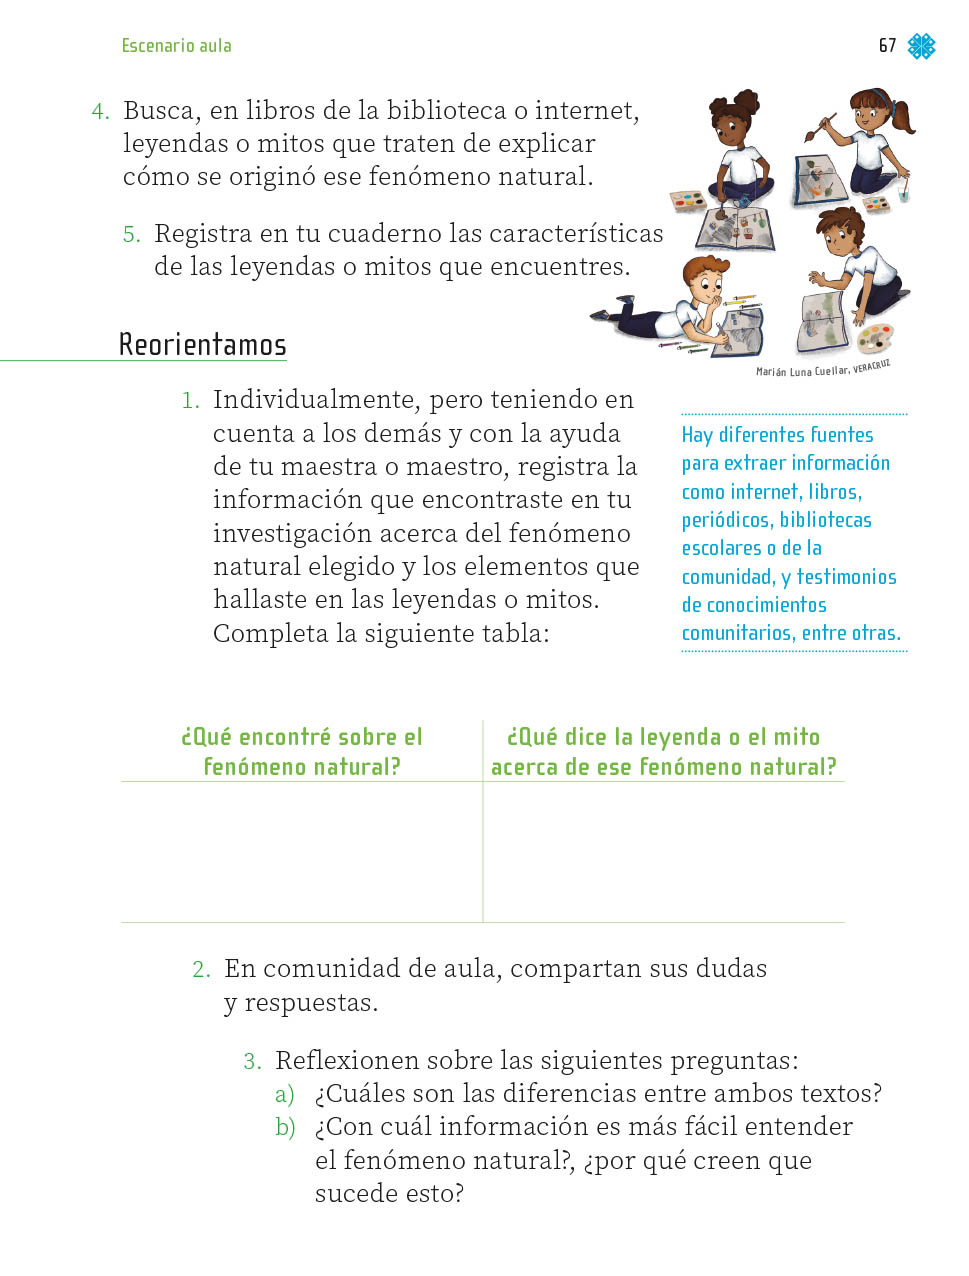 Escenario aula
67
4. Busca, en libros de la biblioteca o internet,
leyendas o mitos que traten de explicar
cómo se originó ese fenómeno natural.
5. Registra en tu cuaderno las características
de las leyendas o mitos que encuentres.
Marián Luna Cuellar, VERACRUZ
Reorientamos
1. Individualmente, pero teniendo en
cuenta a los demás y con la ayuda
de tu maestra o maestro, registra la
información que encontraste en tu
investigación acerca del fenómeno
natural elegido y los elementos que
hallaste en las leyendas o mitos.
Completa la siguiente tabla:
Hay diferentes fuentes
para extraer información
como internet, libros,
periódicos, bibliotecas
escolares o de la
comunidad, y testimonios
de conocimientos
comunitarios, entre otras.
¿Qué encontré sobre el
fenómeno natural?
¿Qué dice la leyenda o el mito
acerca de ese fenómeno natural?
2. En comunidad de aula, compartan sus dudas
y respuestas.
3. Reflexionen sobre las siguientes preguntas:
a) ¿Cuáles son las diferencias entre ambos textos?
b) ¿Con cuál información es más fácil entender
el fenómeno natural?, ¿por qué creen que
sucede esto?